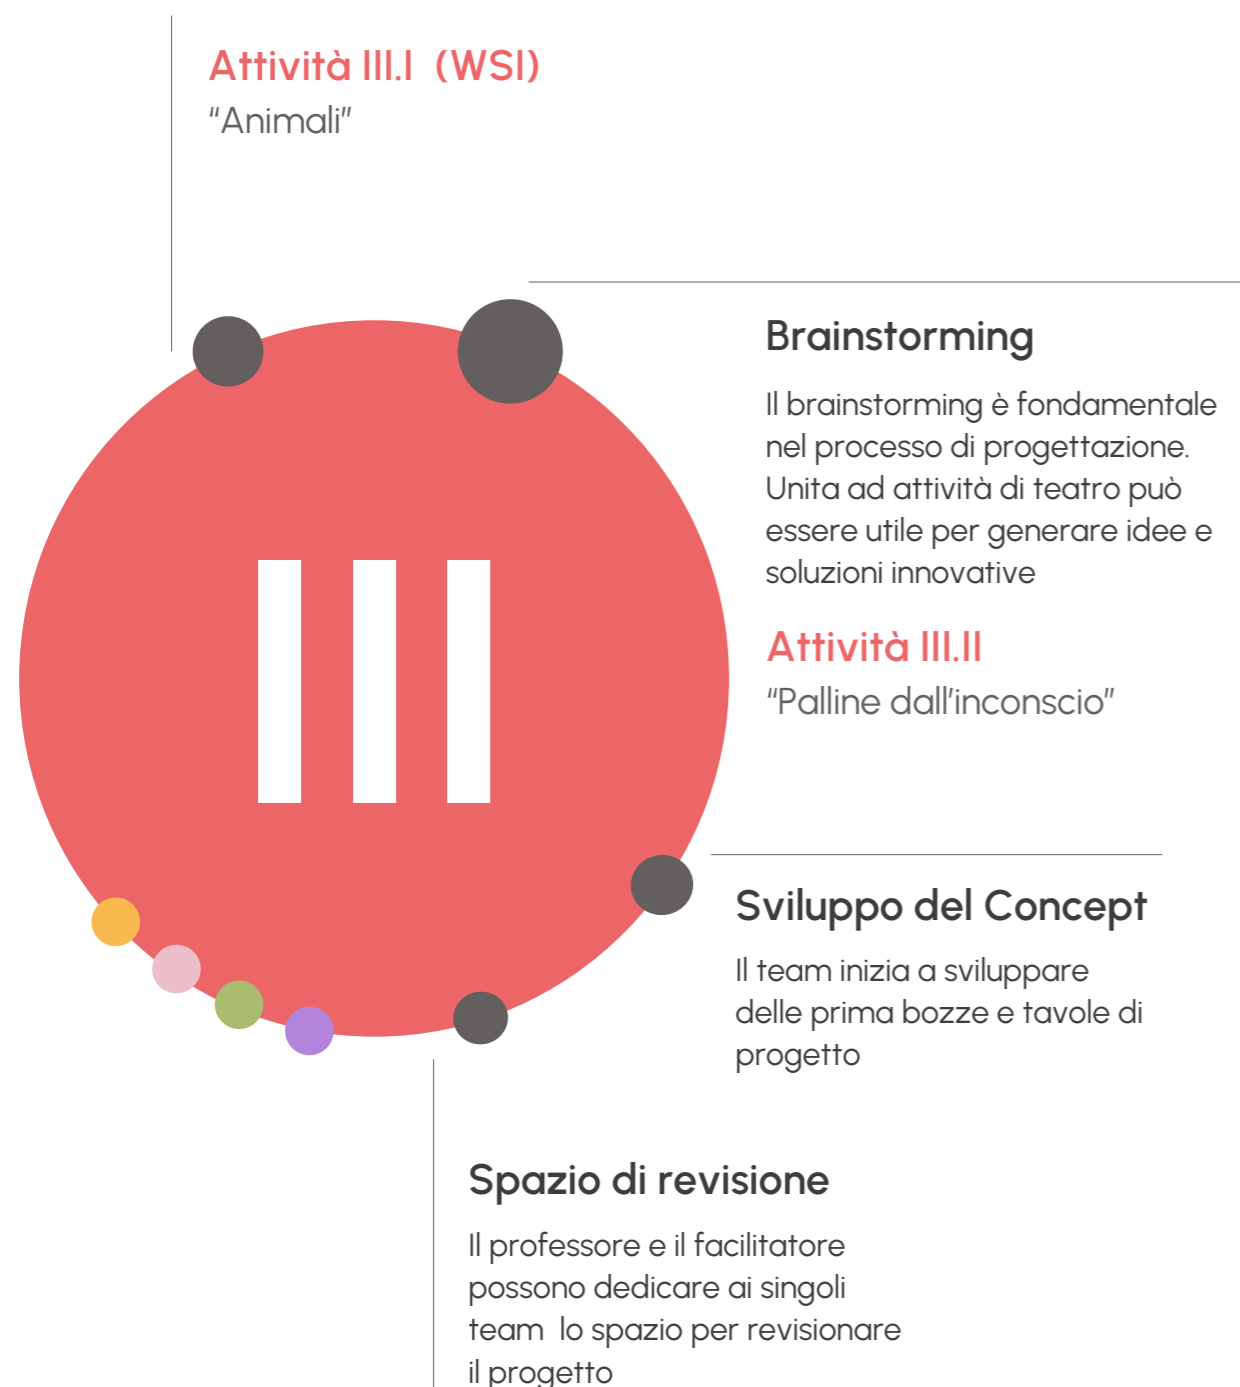 Attività III.I  (WSI)
“Animali”
Brainstorming
Il brainstorming è fondamentale
nel processo di progettazione.
Unita ad attività di teatro può
essere utile per generare idee e
soluzioni innovative
Attività III.II
“Palline dall’inconscio”
III
Sviluppo del Concept
Il team inizia a sviluppare
delle prima bozze e tavole di
progetto
Spazio di revisione
Il professore e il facilitatore
possono dedicare ai singoli
team  lo spazio per revisionare
il progetto